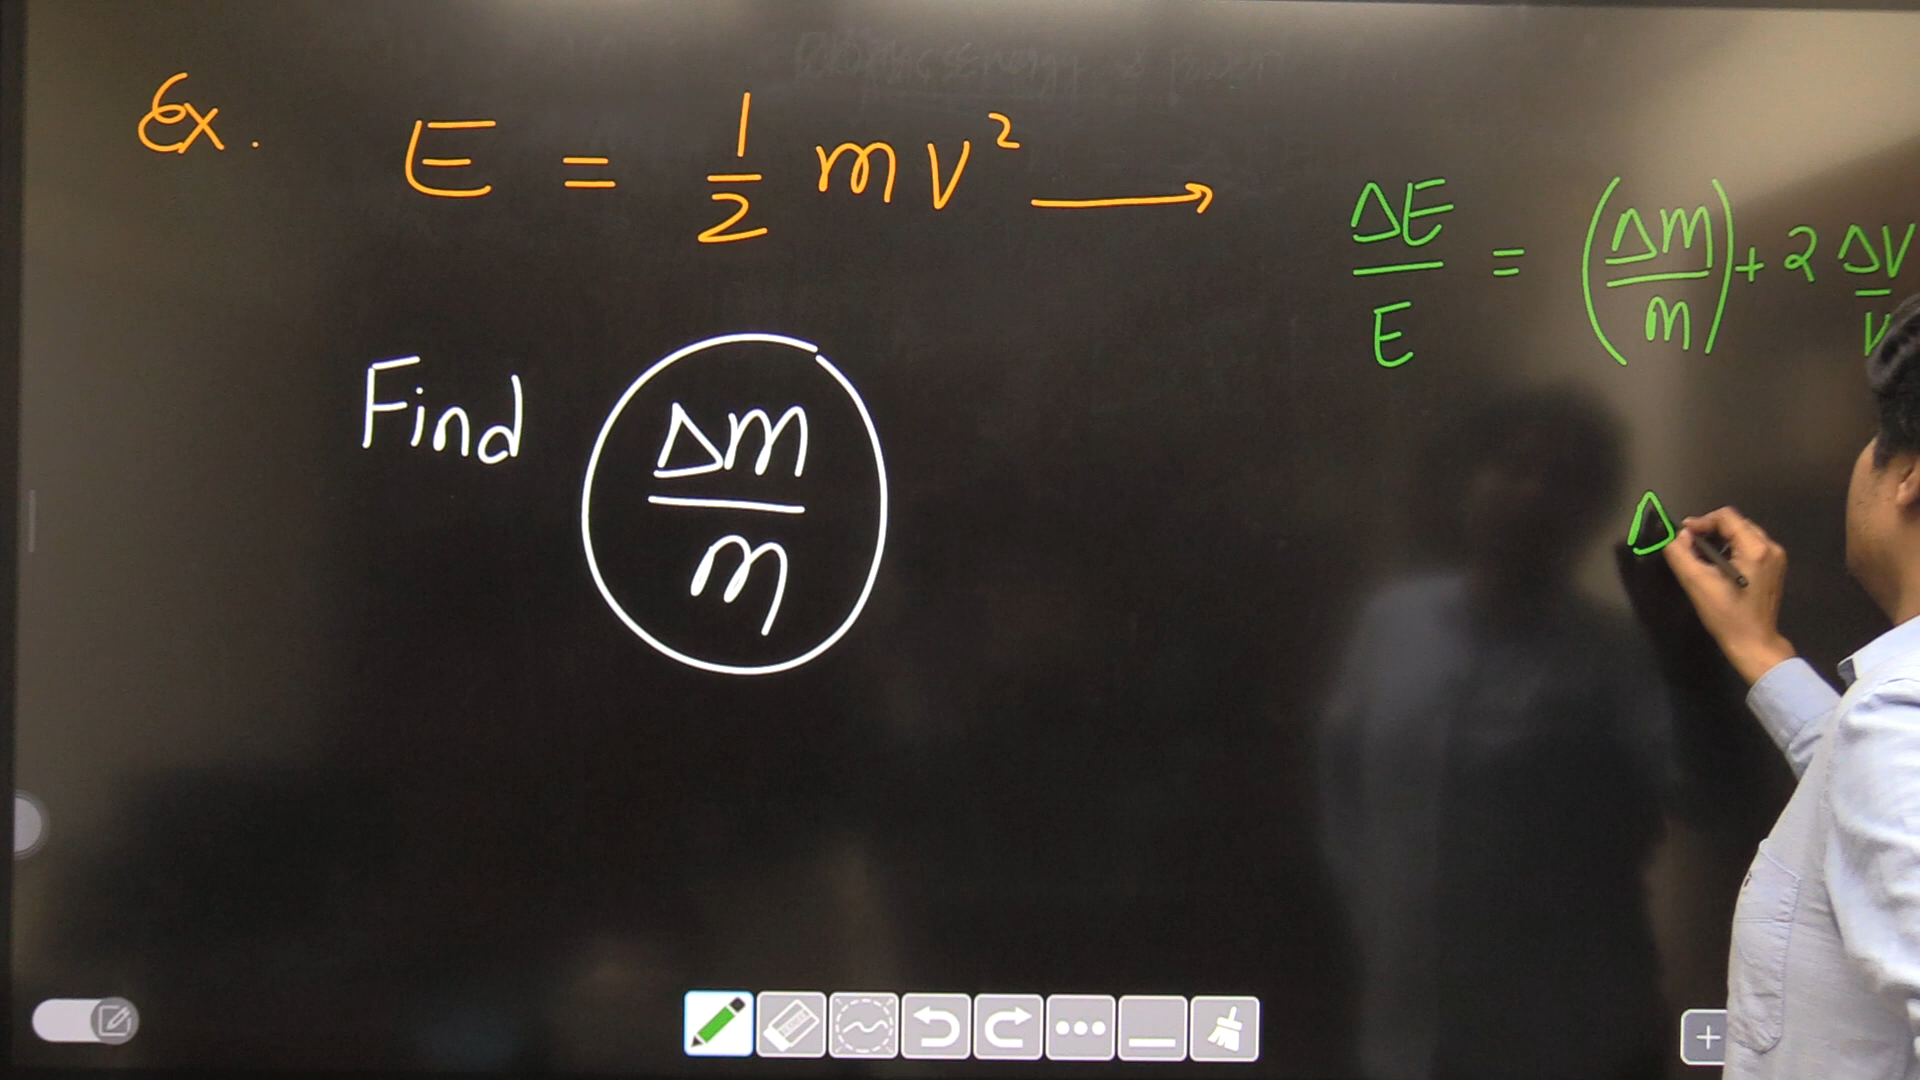 Ex. E = 1/2 mv² →
ΔE/E = (Δm/m) + 2 Δv/v
Find Δm/m
Δ